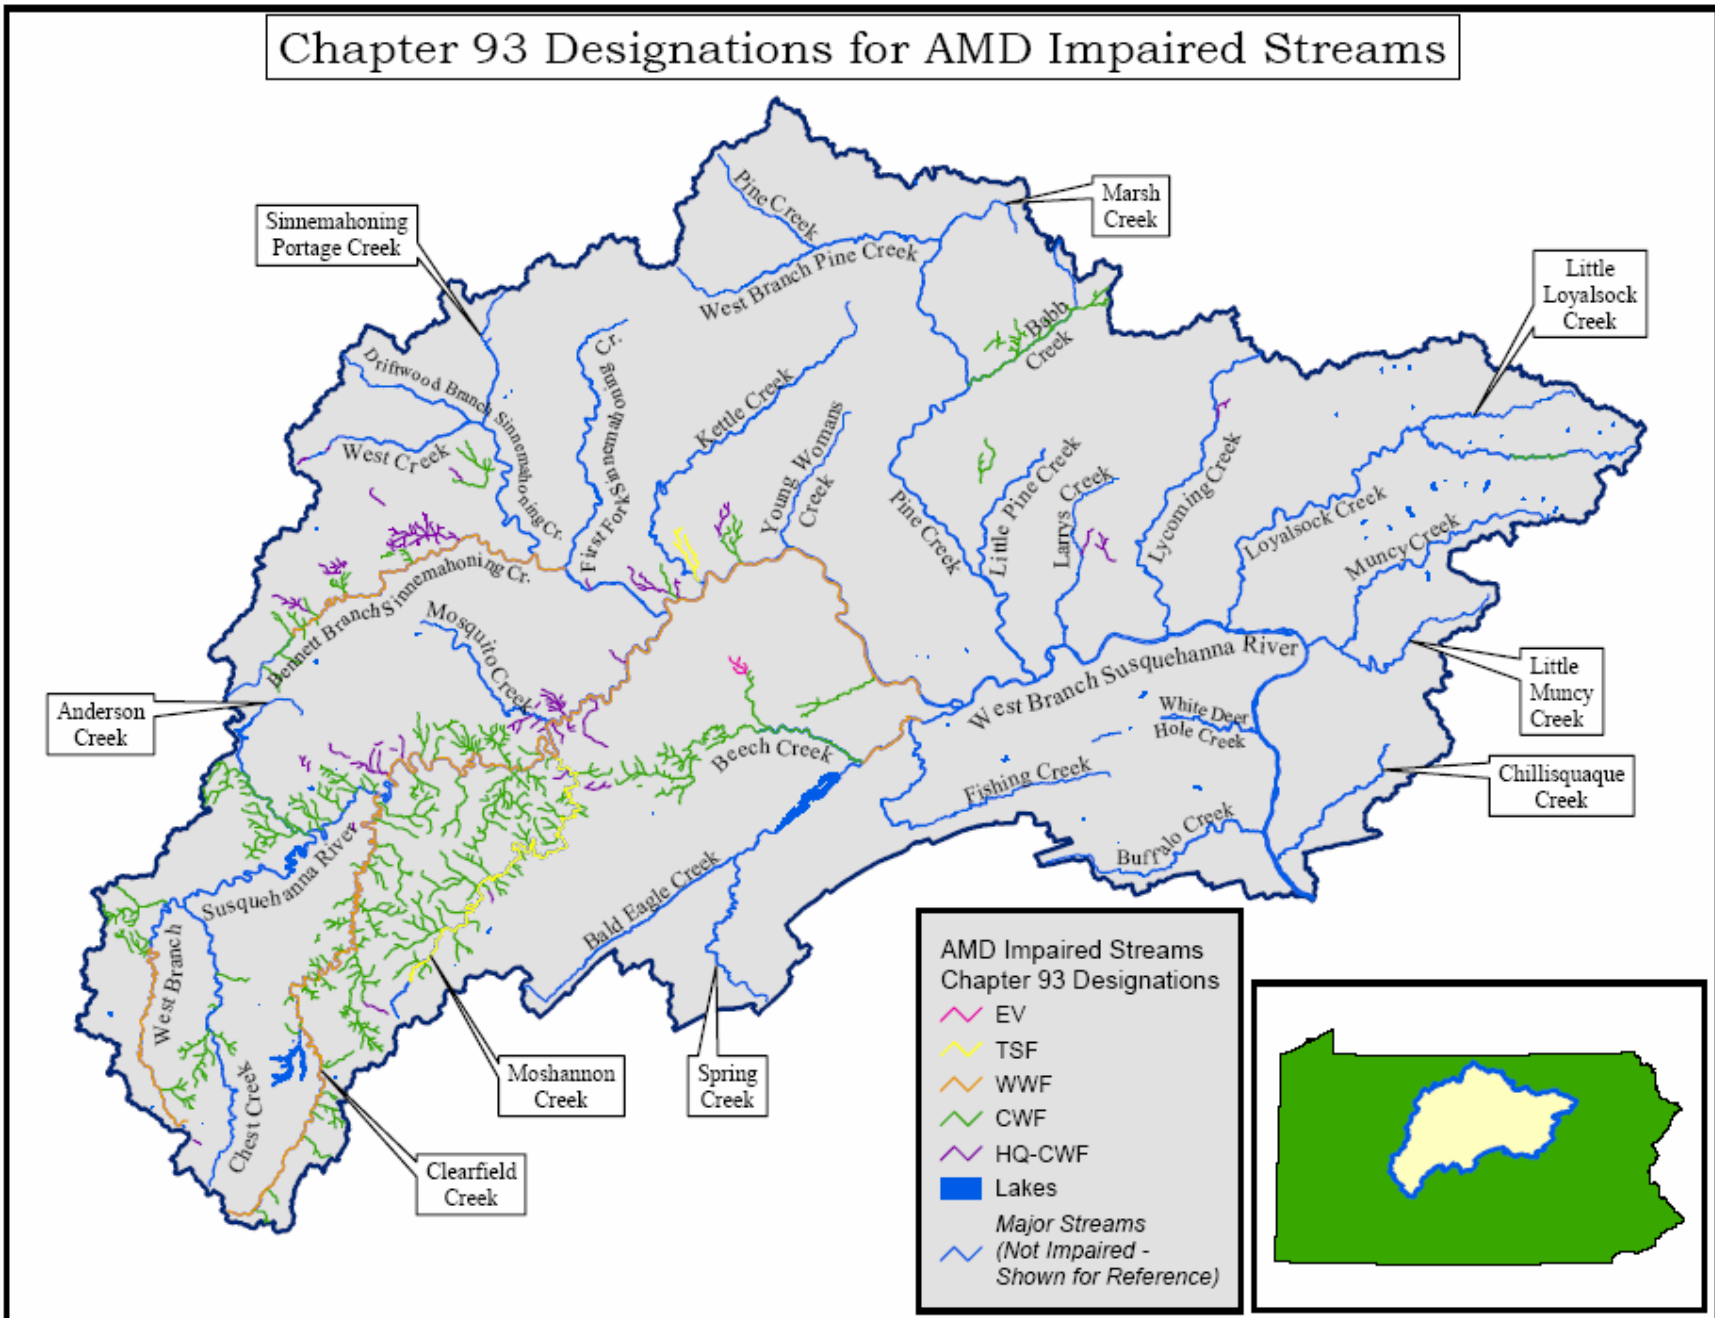 Chapter 93 Designations for AMD Impaired Streams
Sinnemahoning
Portage Creek
Marsh
Creek
Little
Loyalsock
Creek
Pine Creek
West Branch Pine Creek
Babb
Creek
Driftwood Branch Sinnemahoning Cr.
First Fork Sinnemahoning Cr.
Kettle Creek
Young Womans
Creek
West Creek
Pine Creek
Little Pine Creek
Larrys Creek
Lycoming Creek
Loyalsock Creek
Muncy Creek
Bennett Branch Sinnemahoning Cr.
Mosquito Creek
Anderson
Creek
West Branch Susquehanna River
Little
Muncy
Creek
White Deer
Hole Creek
Beech Creek
Fishing Creek
Chillisquaque
Creek
Buffalo Creek
Bald Eagle Creek
Susquehanna River
West Branch
Chest Creek
Moshannon
Creek
Spring
Creek
Clearfield
Creek
AMD Impaired Streams
Chapter 93 Designations
EV
TSF
WWF
CWF
HQ-CWF
Lakes
Major Streams
(Not Impaired -
Shown for Reference)